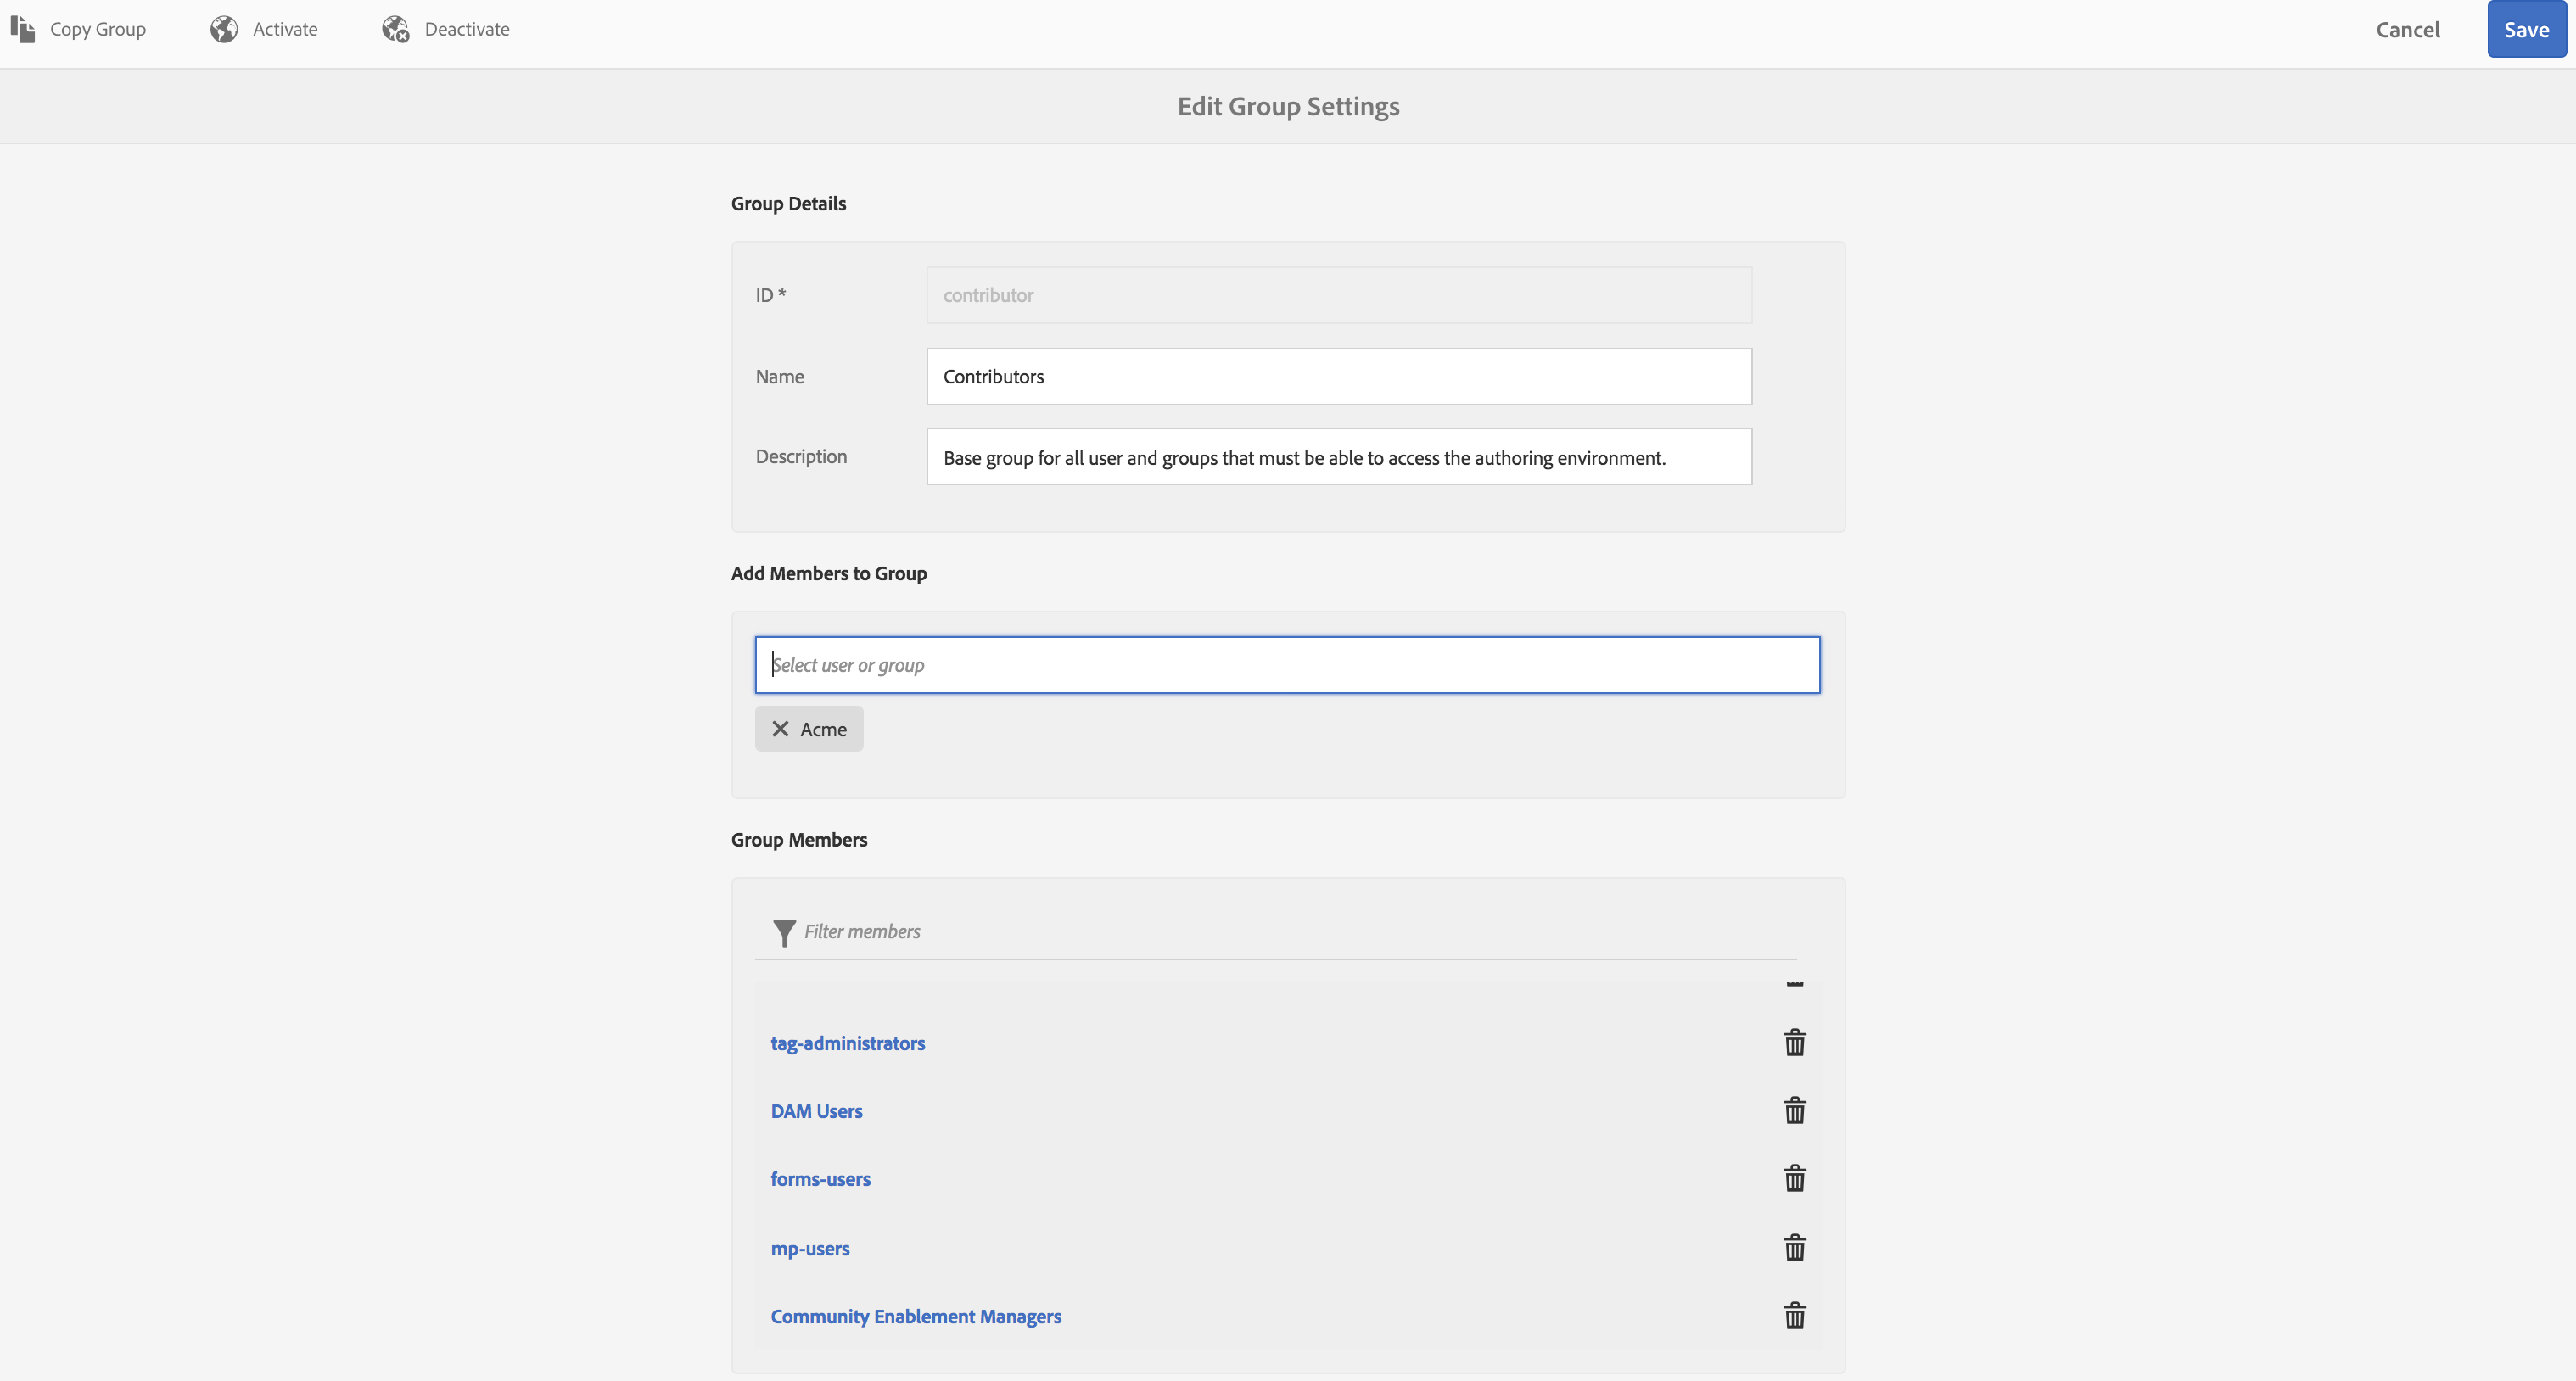 Copy Group
Activate
Deactivate
Cancel
Save
Edit Group Settings
Group Details
ID *
contributor
Name
Contributors
Description
Base group for all user and groups that must be able to access the authoring environment.
Add Members to Group
Select user or group
Acme
Group Members
Filter members
tag-administrators
DAM Users
forms-users
mp-users
Community Enablement Managers